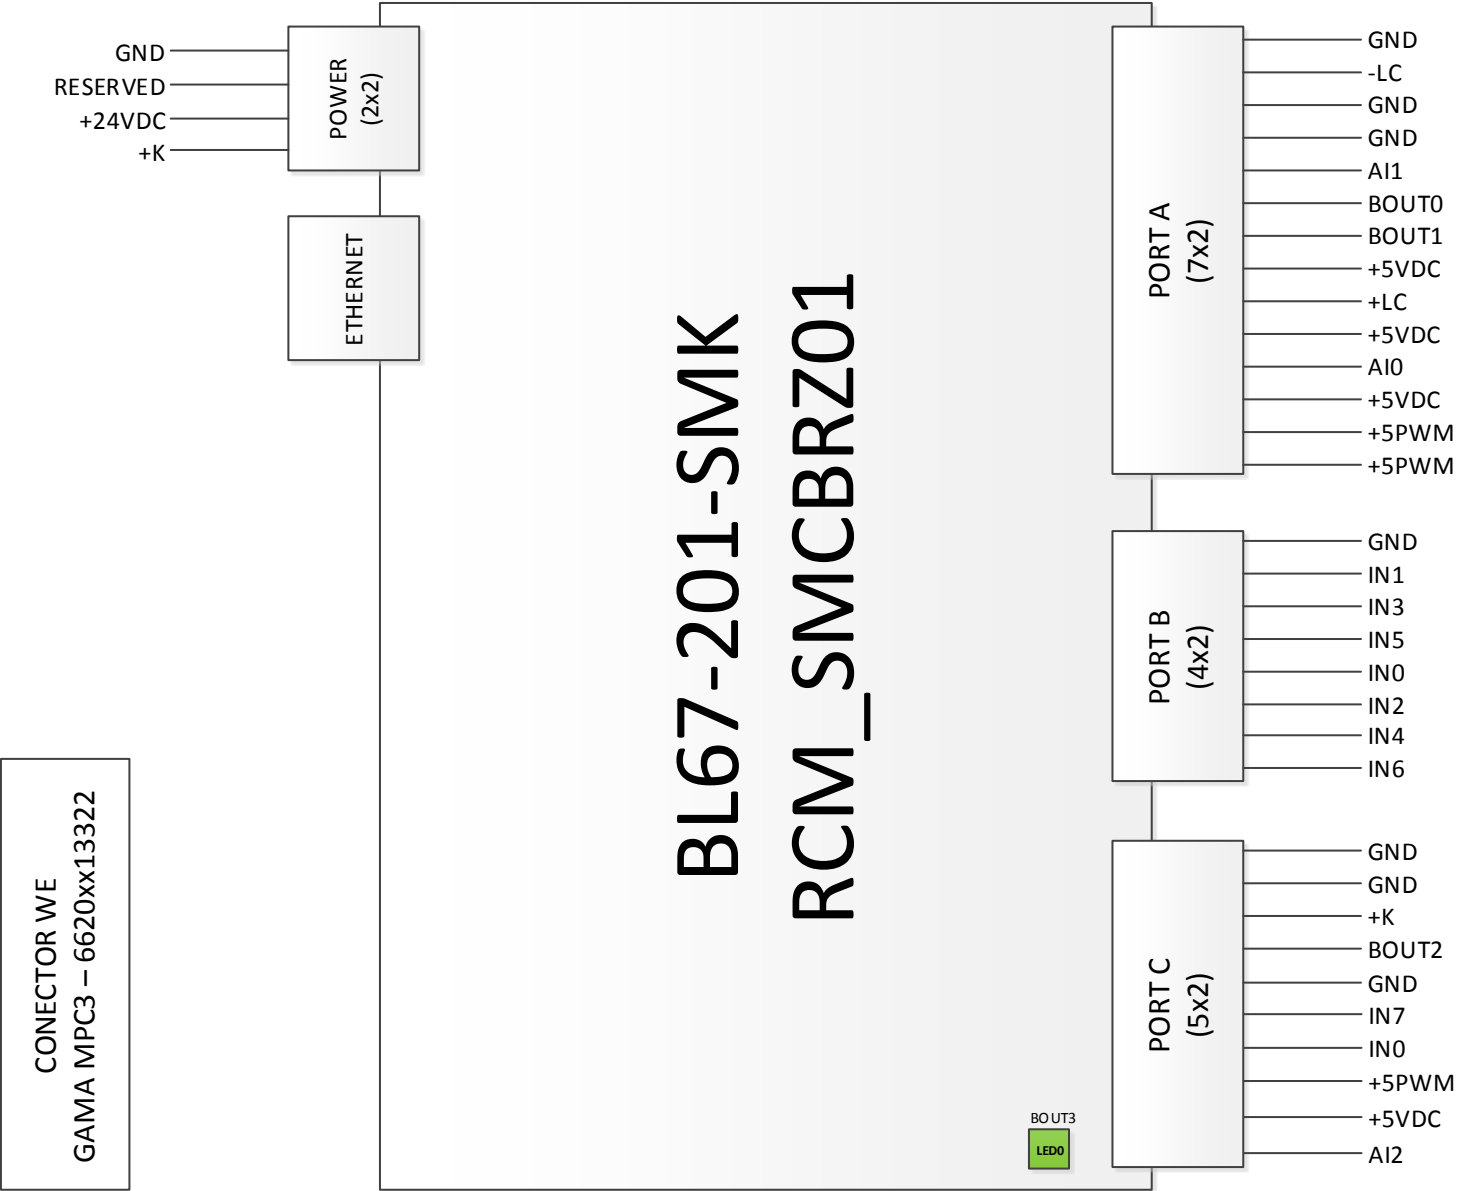 GND
RESERVED
+24VDC
+K
POWER
(2x2)
ETHERNET
CONECTOR WE
GAMA MPC3 – 6620xx13322
BL67-201-SMK
RCM_SMCBRZ01
BOUT3
LED0
PORT A
(7x2)
GND
-LC
GND
GND
AI1
BOUT0
BOUT1
+5VDC
+LC
+5VDC
AI0
+5VDC
+5PWM
+5PWM
PORT B
(4x2)
GND
IN1
IN3
IN5
IN0
IN2
IN4
IN6
PORT C
(5x2)
GND
GND
+K
BOUT2
GND
IN7
IN0
+5PWM
+5VDC
AI2